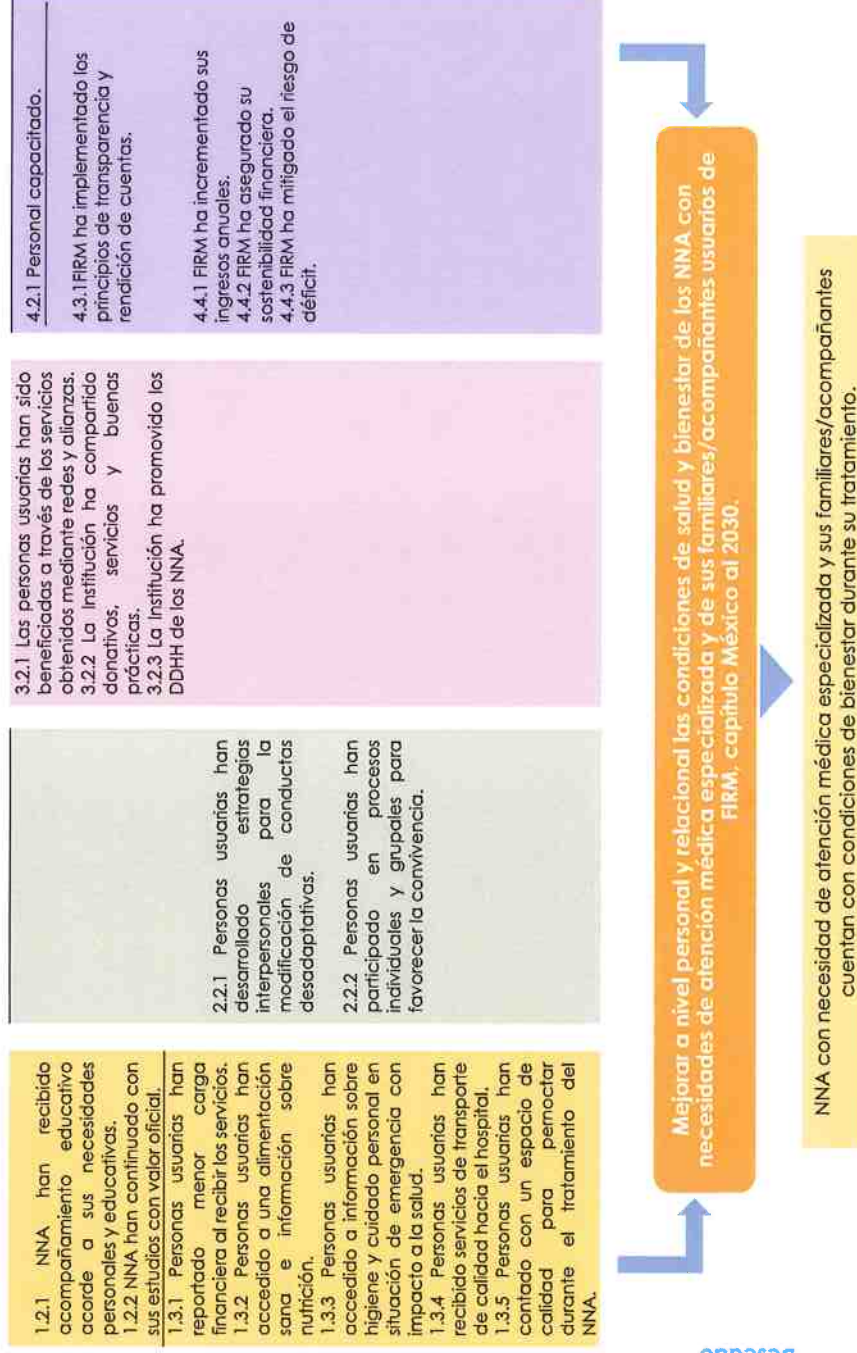 1.2.1 NNA han recibido
acompañamiento educativo
acorde a sus necesidades
personales y educativas.
1.2.2 NNA han continuado con
sus estudios con valor oficial.
1.3.1 Personas usuarias han
reportado menor carga
financiera al recibir los servicios.
1.3.2 Personas usuarias han
accedido a una alimentación
sana e información sobre
nutrición.
1.3.3 Personas usuarias han
accedido a información sobre
higiene y cuidado personal en
situación de emergencia con
impacto a la salud.
1.3.4 Personas usuarias han
recibido servicios de transporte
de calidad hacia el hospital.
1.3.5 Personas usuarias han
contado con un espacio de
calidad para pernoctar
durante el tratamiento del
NNA.
2.2.1 Personas usuarias han
desarrollado estrategias
interpersonales para la
modificación de conductas
desadaptativas.
2.2.2 Personas usuarias han
participado en procesos
individuales y grupales para
favorecer la convivencia.
3.2.1 Las personas usuarias han sido
beneficiadas a través de los servicios
obtenidos mediante redes y alianzas.
3.2.2 La Institución ha compartido
donativos, servicios y buenas
prácticas.
3.2.3 La Institución ha promovido los
DDHH de los NNA.
4.2.1 Personal capacitado.
4.3.1FIRM ha implementado los
principios de transparencia y
rendición de cuentas.
4.4.1 FIRM ha incrementado sus
ingresos anuales.
4.4.2 FIRM ha asegurado su
sostenibilidad financiera.
4.4.3 FIRM ha mitigado el riesgo de
déficit.
Mejorar a nivel personal y relacional las condiciones de salud y bienestar de los NNA con
necesidades de atención médica especializada y de sus familiares/acompañantes usuarios de
FIRM, capítulo México al 2030.
NNA con necesidad de atención médica especializada y sus familiares/acompañantes
cuentan con condiciones de bienestar durante su tratamiento.